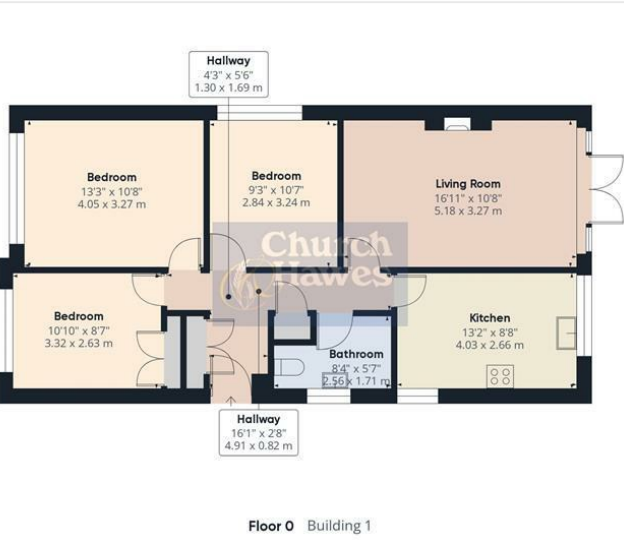 Hallway
4'3" x 5'6"
1.30 x 1.69 m
Bedroom
13'3" x 10'8"
4.05 x 3.27 m
Bedroom
9'3" x 10'7"
2.84 x 3.24 m
Living Room
16'11" x 10'8"
5.18 x 3.27 m
Church
Hawes
Bedroom
10'10" x 8'7"
3.32 x 2.63 m
Kitchen
13'2" x 8'8"
4.03 x 2.66 m
Bathroom
8'4" x 5'7"
2.56 x 1.71 m
Hallway
16'1" x 2'8"
4.91 x 0.82 m
Floor 0 Building 1